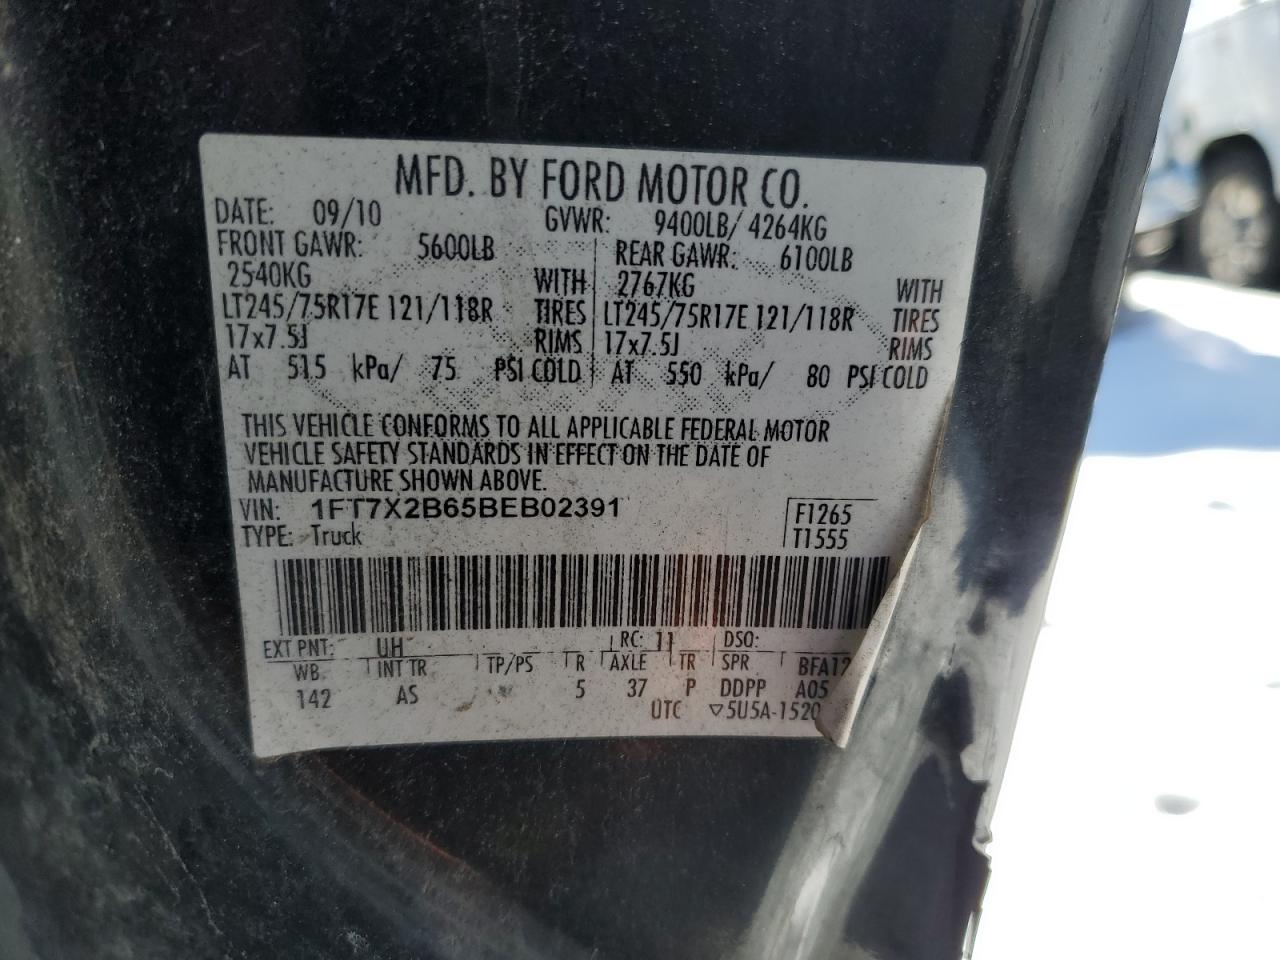 MFD. BY FORD MOTOR CO.
DATE: 09/10 GVWR: 9400LB/ 4264KG
FRONT GAWR: 5600LB REAR GAWR: 6100LB
2540KG WITH 2767KG WITH
LT245/75R17E 121/118R TIRES LT245/75R17E 121/118R TIRES
17x7.5J RIMS 17x7.5J RIMS
AT 515 kPa/ 75 PSI COLD AT 550 kPa/ 80 PSI COLD
THIS VEHICLE CONFORMS TO ALL APPLICABLE FEDERAL MOTOR
VEHICLE SAFETY STANDARDS IN EFFECT ON THE DATE OF
MANUFACTURE SHOWN ABOVE.
VIN: 1FT7X2B65BEB02391 F1265
TYPE: Truck T1555
EXT PNT: UH RC: 11 DSO:
WB INT TR TP/PS R AXLE TR SPR BFA12
142 AS 5 37 P DDPP A05
UTC ▽5U5A-1520